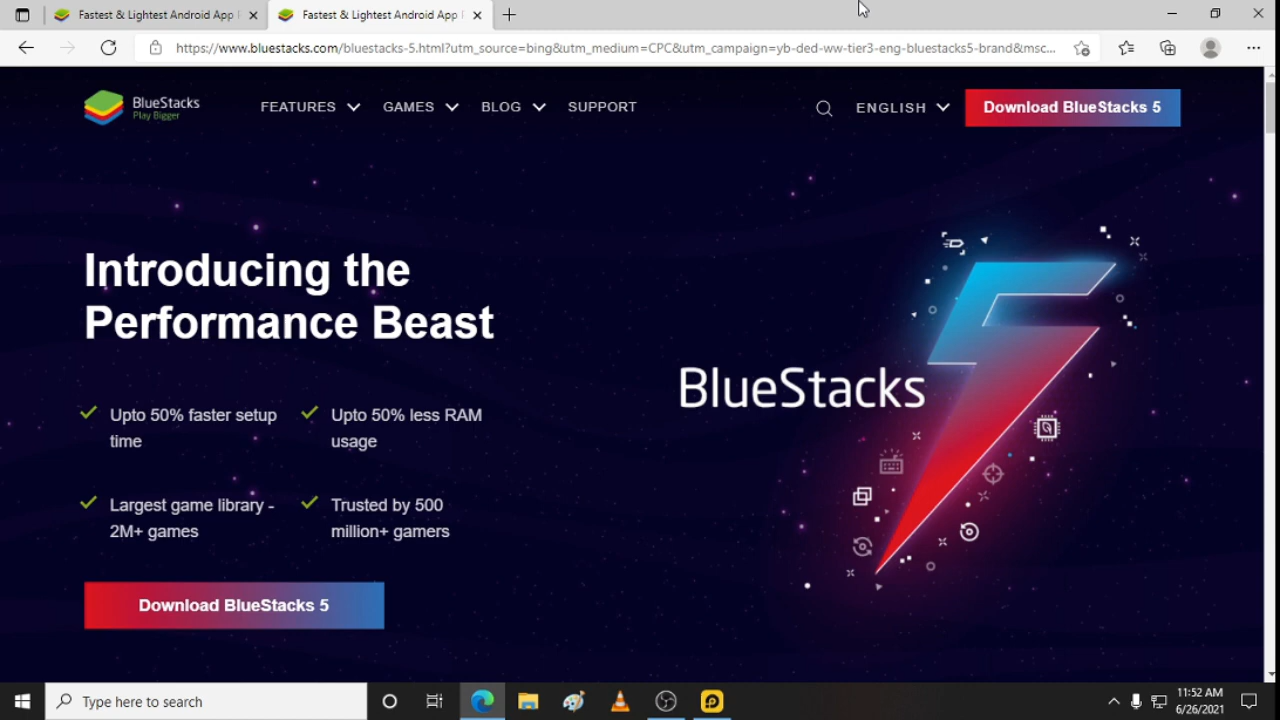 Fastest & Lightest Android App
Fastest & Lightest Android App
https://www.bluestacks.com/bluestacks-5.html?utm_source=bing&utm_medium=CPC&utm_campaign=yb-ded-ww-tier3-eng-bluestacks5-brand&msc...
BlueStacks
Play Bigger
FEATURES
GAMES
BLOG
SUPPORT
ENGLISH
Download BlueStacks 5
Introducing the
Performance Beast
Upto 50% faster setup
time
Upto 50% less RAM
usage
Largest game library -
2M+ games
Trusted by 500
million+ gamers
Download BlueStacks 5
BlueStacks
5
Type here to search
11:52 AM
6/26/2021